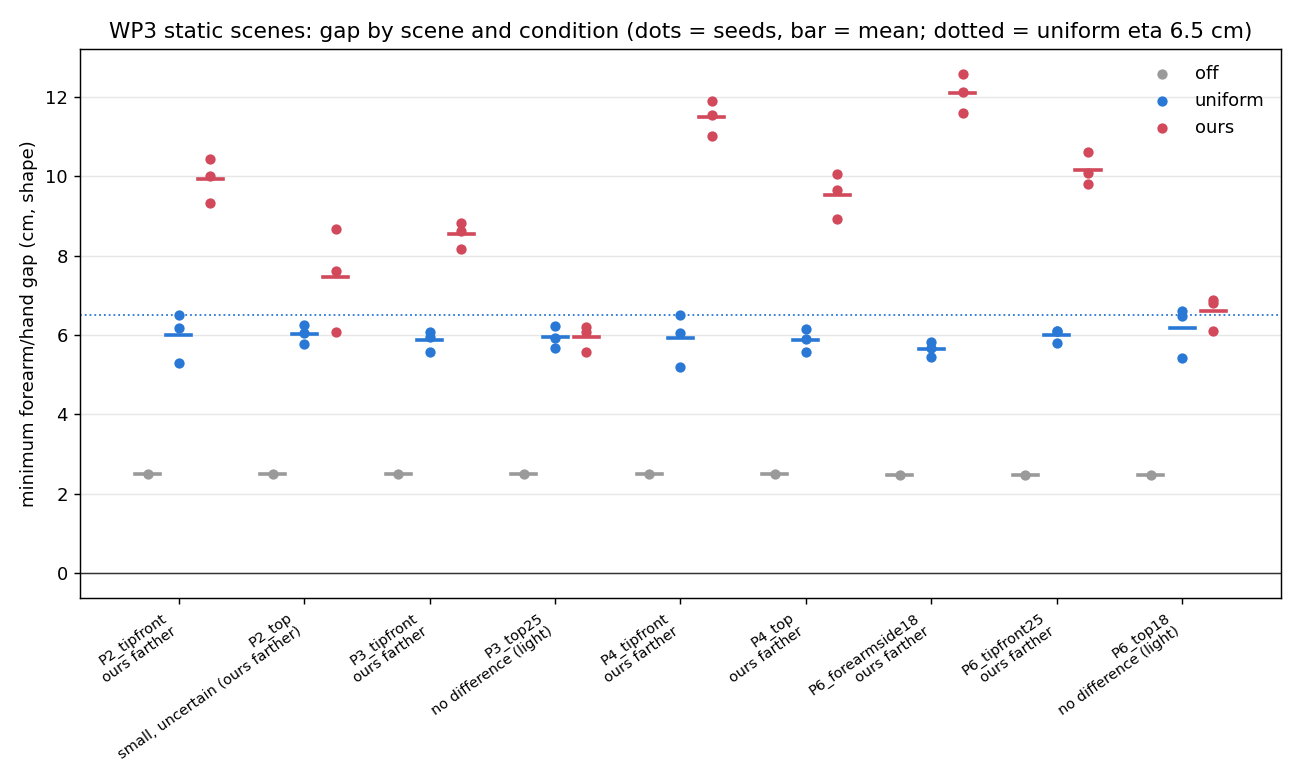 WP3 static scenes: gap by scene and condition (dots = seeds, bar = mean; dotted = uniform eta 6.5 cm)
off
uniform
ours
minimum forearm/hand gap (cm, shape)
12
10
8
6
4
2
0
P2_tipfront
ours farther
P2_top
small, uncertain (ours farther)
P3_tipfront
ours farther
P3_top25
no difference (light)
P4_tipfront
ours farther
P4_top
ours farther
P6_forearmside18
ours farther
P6_tipfront25
ours farther
P6_top18
no difference (light)